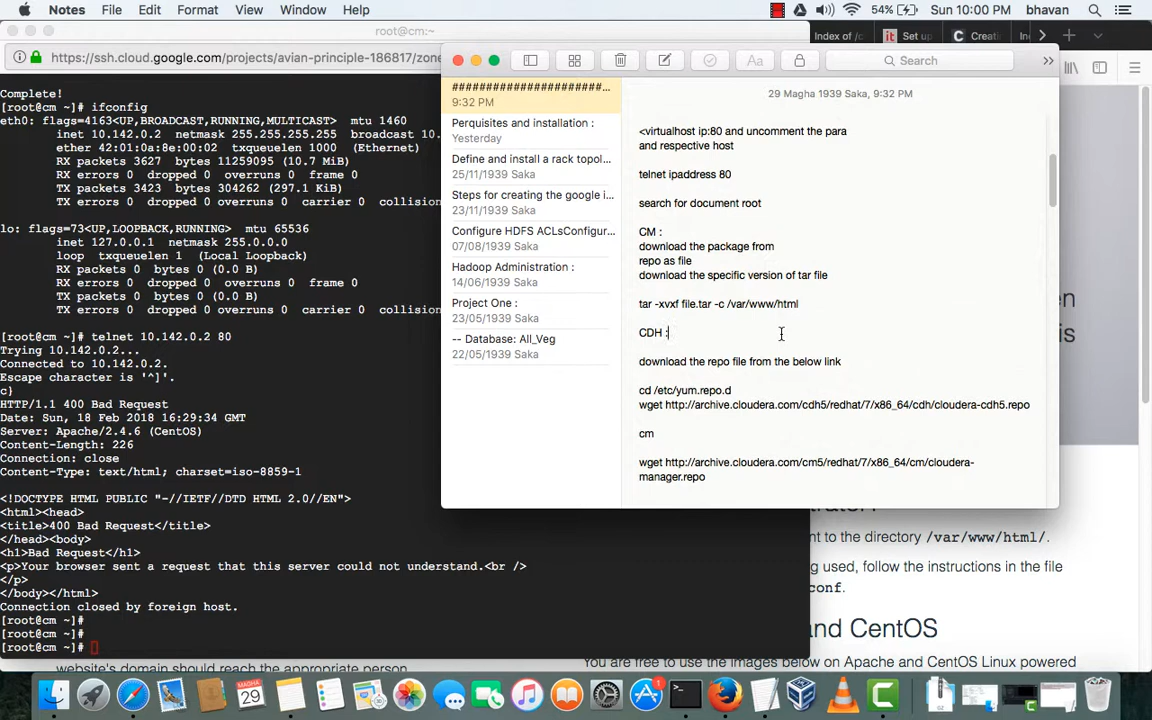 Notes File Edit Format View Window Help 54% Sun 10:00 PM bhavan
root@cm:~
https://ssh.cloud.google.com/projects/avian-principle-186817/zone
Complete!
[root@cm ~]# ifconfig
eth0: flags=4163<UP,BROADCAST,RUNNING,MULTICAST> mtu 1460
inet 10.142.0.2 netmask 255.255.255.255 broadcast 10.
ether 42:01:0a:8e:00:02 txqueuelen 1000 (Ethernet)
RX packets 3627 bytes 11259095 (10.7 MiB)
RX errors 0 dropped 0 overruns 0 frame 0
TX packets 3423 bytes 304262 (297.1 KiB)
TX errors 0 dropped 0 overruns 0 carrier 0 collision
lo: flags=73<UP,LOOPBACK,RUNNING> mtu 65536
inet 127.0.0.1 netmask 255.0.0.0
loop txqueuelen 1 (Local Loopback)
RX packets 0 bytes 0 (0.0 B)
RX errors 0 dropped 0 overruns 0 frame 0
TX packets 0 bytes 0 (0.0 B)
TX errors 0 dropped 0 overruns 0 carrier 0 collision
[root@cm ~]# telnet 10.142.0.2 80
Trying 10.142.0.2...
Connected to 10.142.0.2.
Escape character is '^]'.
c}
HTTP/1.1 400 Bad Request
Date: Sun, 18 Feb 2018 16:29:34 GMT
Server: Apache/2.4.6 (CentOS)
Content-Length: 226
Connection: close
Content-Type: text/html; charset=iso-8859-1
<!DOCTYPE HTML PUBLIC "-//IETF//DTD HTML 2.0//EN">
<html><head>
<title>400 Bad Request</title>
</head><body>
<h1>Bad Request</h1>
<p>Your browser sent a request that this server could not understand.<br />
</p>
</body></html>
Connection closed by foreign host.
[root@cm ~]#
[root@cm ~]#
[root@cm ~]#
website's domain should reach the appropriate person.
Search
######################...
9:32 PM
Perquisites and installation :
Yesterday
Define and install a rack topol...
25/11/1939 Saka
Steps for creating the google i...
23/11/1939 Saka
Configure HDFS ACLsConfigur...
07/08/1939 Saka
Hadoop Administration :
14/06/1939 Saka
Project One :
23/05/1939 Saka
-- Database: All_Veg
22/05/1939 Saka
29 Magha 1939 Saka, 9:32 PM
<virtualhost ip:80 and uncomment the para
and respective host
telnet ipaddress 80
search for document root
CM :
download the package from
repo as file
download the specific version of tar file
tar -xvxf file.tar -c /var/www/html
CDH :
download the repo file from the below link
cd /etc/yum.repo.d
wget http://archive.cloudera.com/cdh5/redhat/7/x86_64/cdh/cloudera-cdh5.repo
cm
wget http://archive.cloudera.com/cm5/redhat/7/x86_64/cm/cloudera-
manager.repo
Index of /c Set up Creati In
en
is
nt to the directory /var/www/html/.
ng used, follow the instructions in the file
conf.
and CentOS
You are free to use the images below on Apache and CentOS Linux powered
MAGHA
29
1